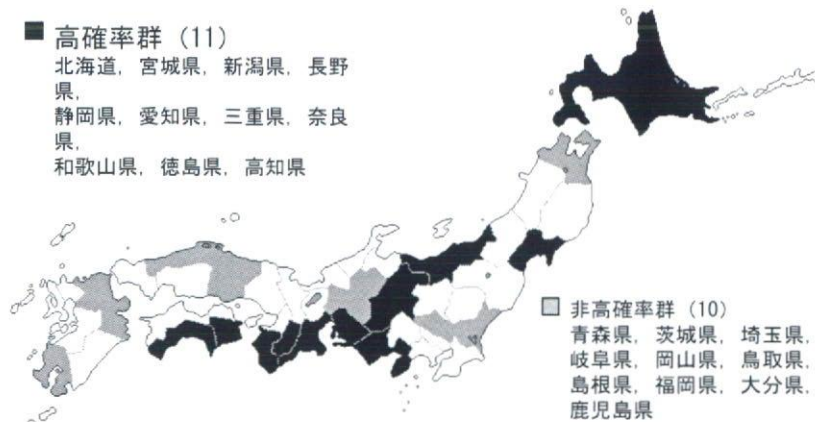 高確率群 (11)
北海道, 宮城県, 新潟県, 長野
県,
静岡県, 愛知県, 三重県, 奈良
県,
和歌山県, 徳島県, 高知県
非高確率群 (10)
青森県, 茨城県, 埼玉県,
岐阜県, 岡山県, 鳥取県,
島根県, 福岡県, 大分県,
鹿児島県